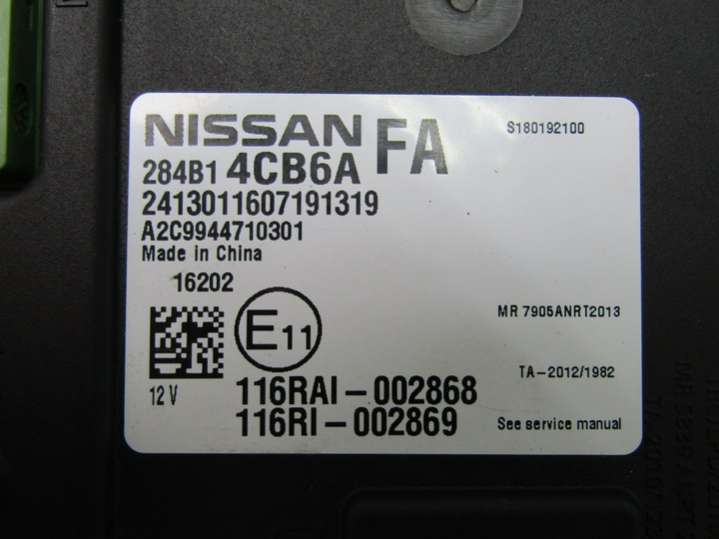 NISSAN FA
S180192100
284B1 4CB6A
2413011607191319
A2C9944710301
Made in China
16202
MR 7905ANRT2013
E11
TA-2012/1982
12 V
116RAI-002868
116RI-002869
See service manual